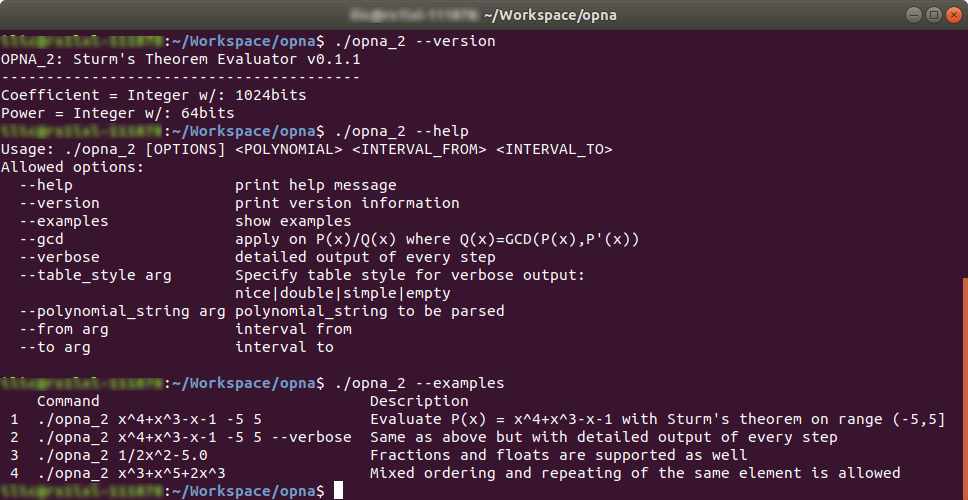 ~/Workspace/opna
:~/Workspace/opna$ ./opna_2 --version
OPNA_2: Sturm's Theorem Evaluator v0.1.1
----------------------------------------
Coefficient = Integer w/: 1024bits
Power = Integer w/: 64bits
:~/Workspace/opna$ ./opna_2 --help
Usage: ./opna_2 [OPTIONS] <POLYNOMIAL> <INTERVAL_FROM> <INTERVAL_TO>
Allowed options:
--help print help message
--version print version information
--examples show examples
--gcd apply on P(x)/Q(x) where Q(x)=GCD(P(x),P'(x))
--verbose detailed output of every step
--table_style arg Specify table style for verbose output:
nice|double|simple|empty
--polynomial_string arg polynomial_string to be parsed
--from arg interval from
--to arg interval to
:~/Workspace/opna$ ./opna_2 --examples
Command Description
1 ./opna_2 x^4+x^3-x-1 -5 5 Evaluate P(x) = x^4+x^3-x-1 with Sturm's theorem on range (-5,5]
2 ./opna_2 x^4+x^3-x-1 -5 5 --verbose Same as above but with detailed output of every step
3 ./opna_2 1/2x^2-5.0 Fractions and floats are supported as well
4 ./opna_2 x^3+x^5+2x^3 Mixed ordering and repeating of the same element is allowed
:~/Workspace/opna$